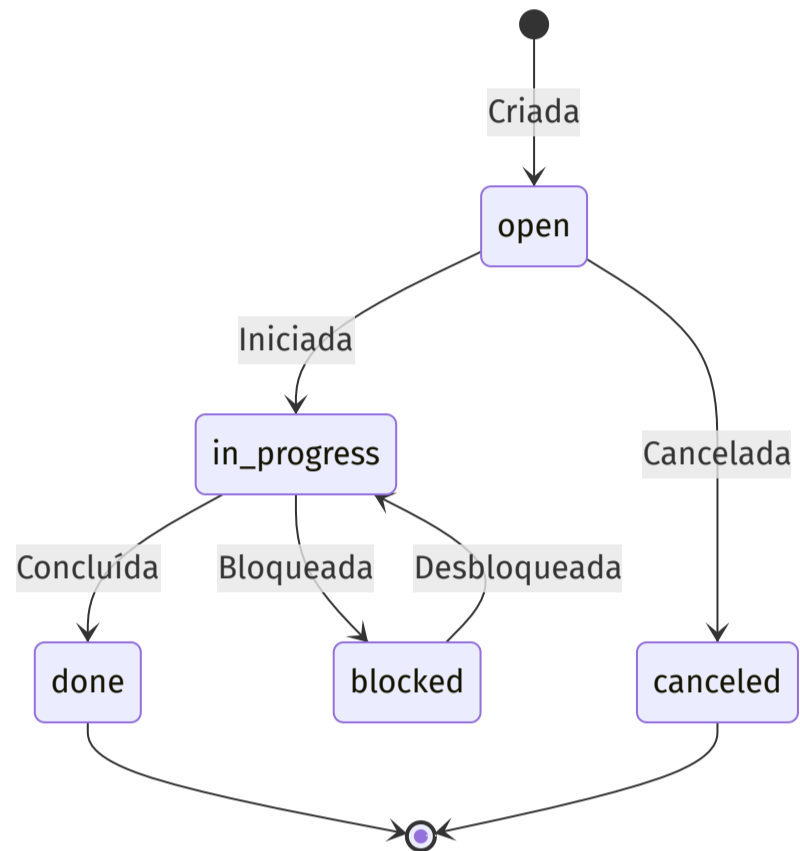 Criada
open
Iniciada
in_progress
Cancelada
Concluída
Bloqueada
Desbloqueada
done
blocked
canceled